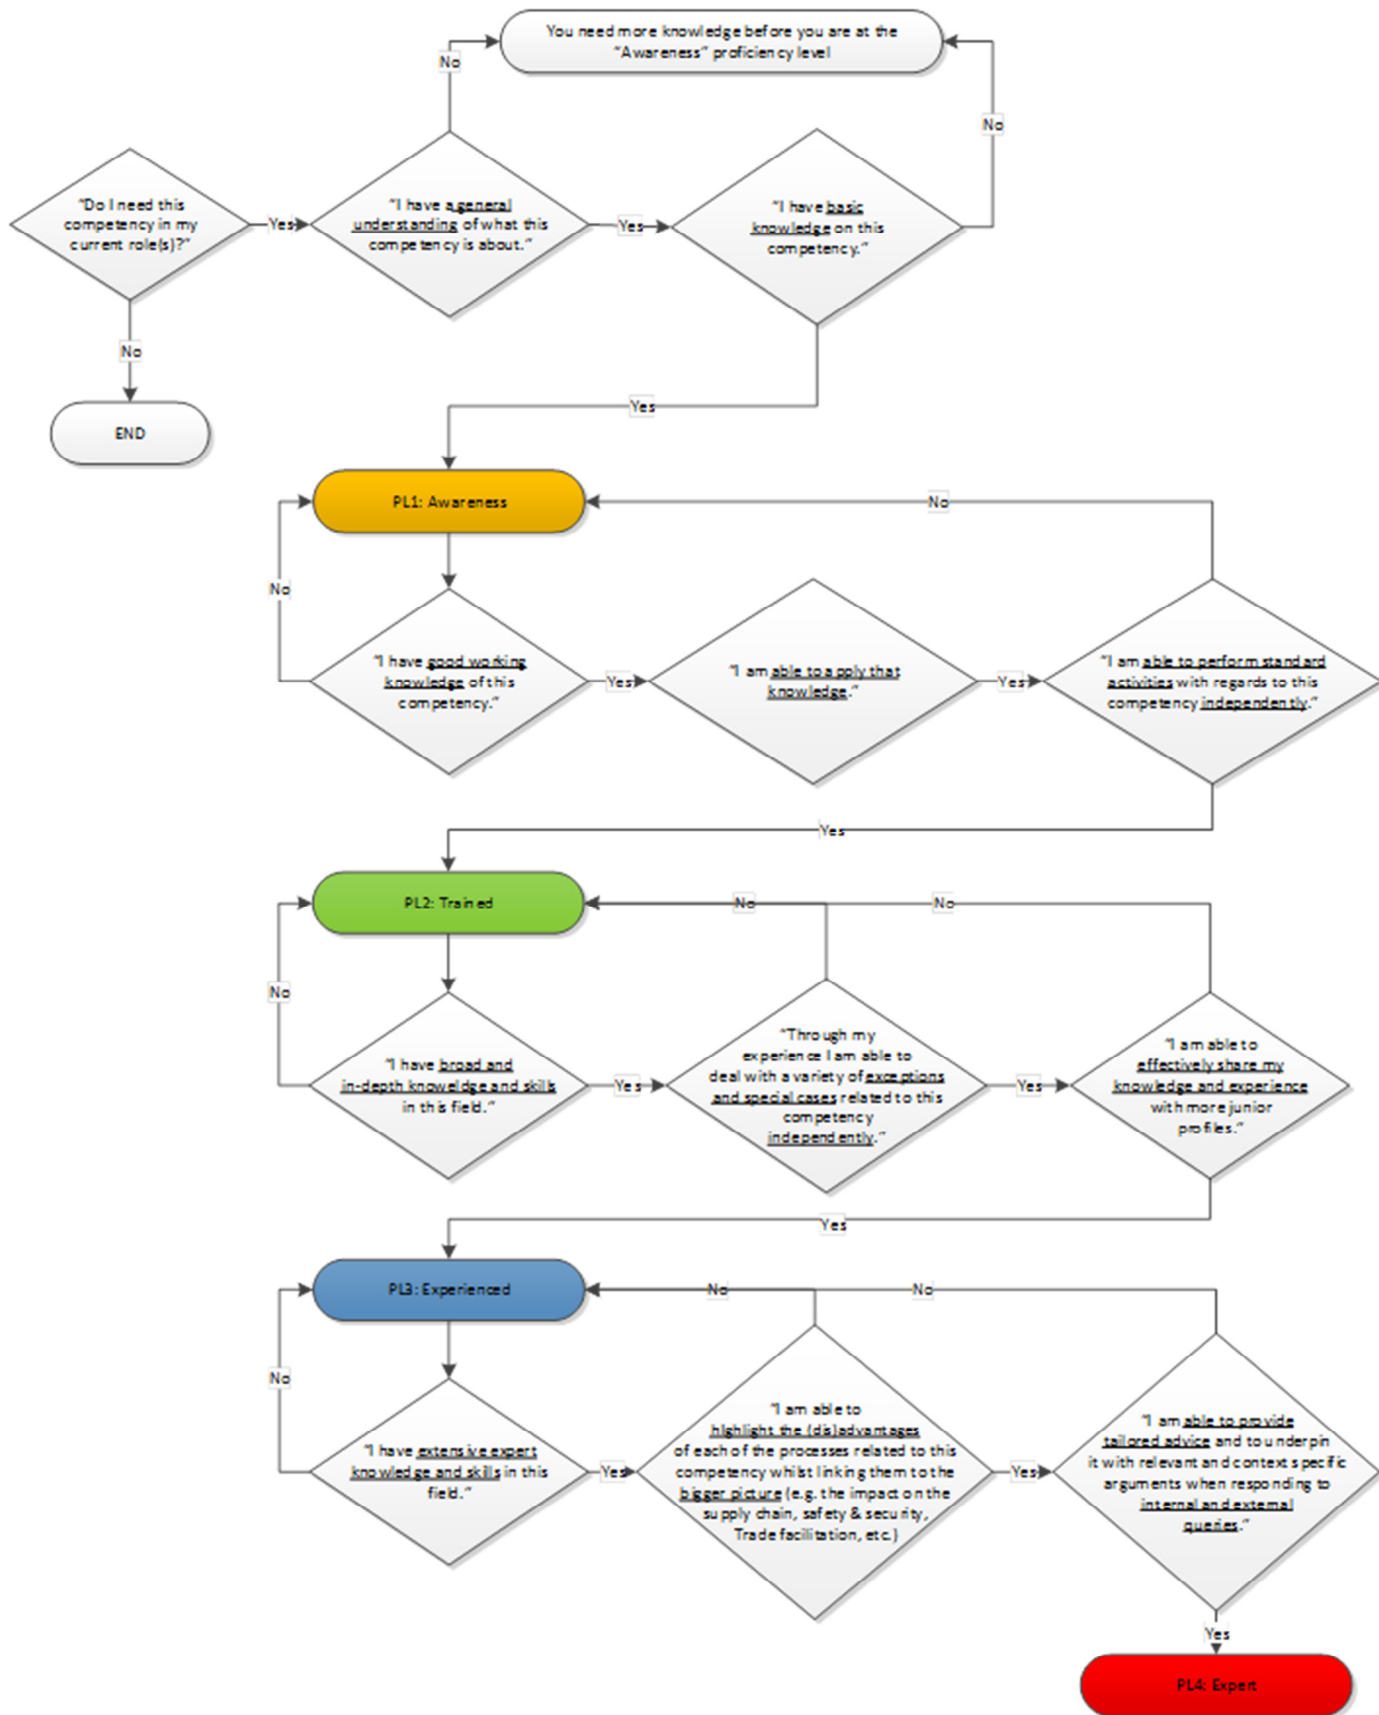 You need more knowledge before you are at the
“Awareness” proficiency level
No
No
“Do I need this
competency in my
current role(s)?”
Yes
“I have a general
understanding of what this
competency is about.”
Yes
“I have basic
knowledge on this
competency.”
No
END
Yes
PL1: Awareness
No
No
“I have good working
knowledge of this
competency.”
Yes
“I am able to apply that
knowledge.”
Yes
“I am able to perform standard
activities with regards to this
competency independently.”
Yes
PL2: Trained
No
No
No
“I have broad and
in-depth knoweldge and skills
in this field.”
Yes
“Through my
experience I am able to
deal with a variety of exceptions
and special cases related to this
competency
independently.”
Yes
“I am able to
effectively share my
knowledge and experience
with more junior
profiles.”
Yes
PL3: Experienced
No
No
No
“I have extensive expert
knowledge and skills in this
field.”
Yes
“I am able to
highlight the (dis)advantages
of each of the processes related to this
competency whilst linking them to the
bigger picture (e.g. the impact on the
supply chain, safety & security,
Trade facilitation, etc.)
Yes
“I am able to provide
tailored advice and to underpin
it with relevant and context specific
arguments when responding to
internal and external
queries.”
Yes
PL4: Expert